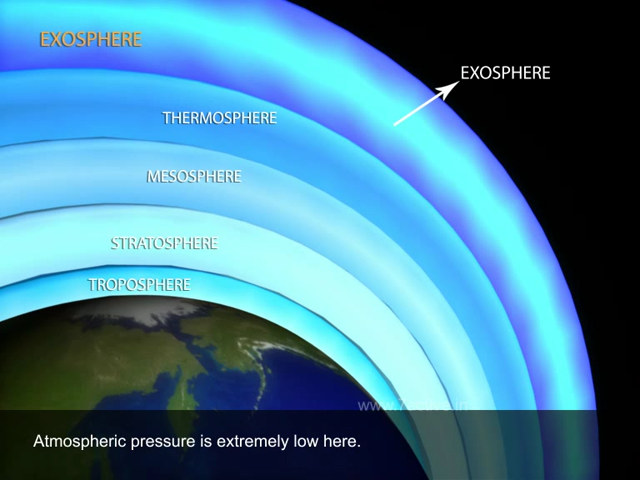 EXOSPHERE
EXOSPHERE
THERMOSPHERE
MESOSPHERE
STRATOSPHERE
TROPOSPHERE
Atmospheric pressure is extremely low here.